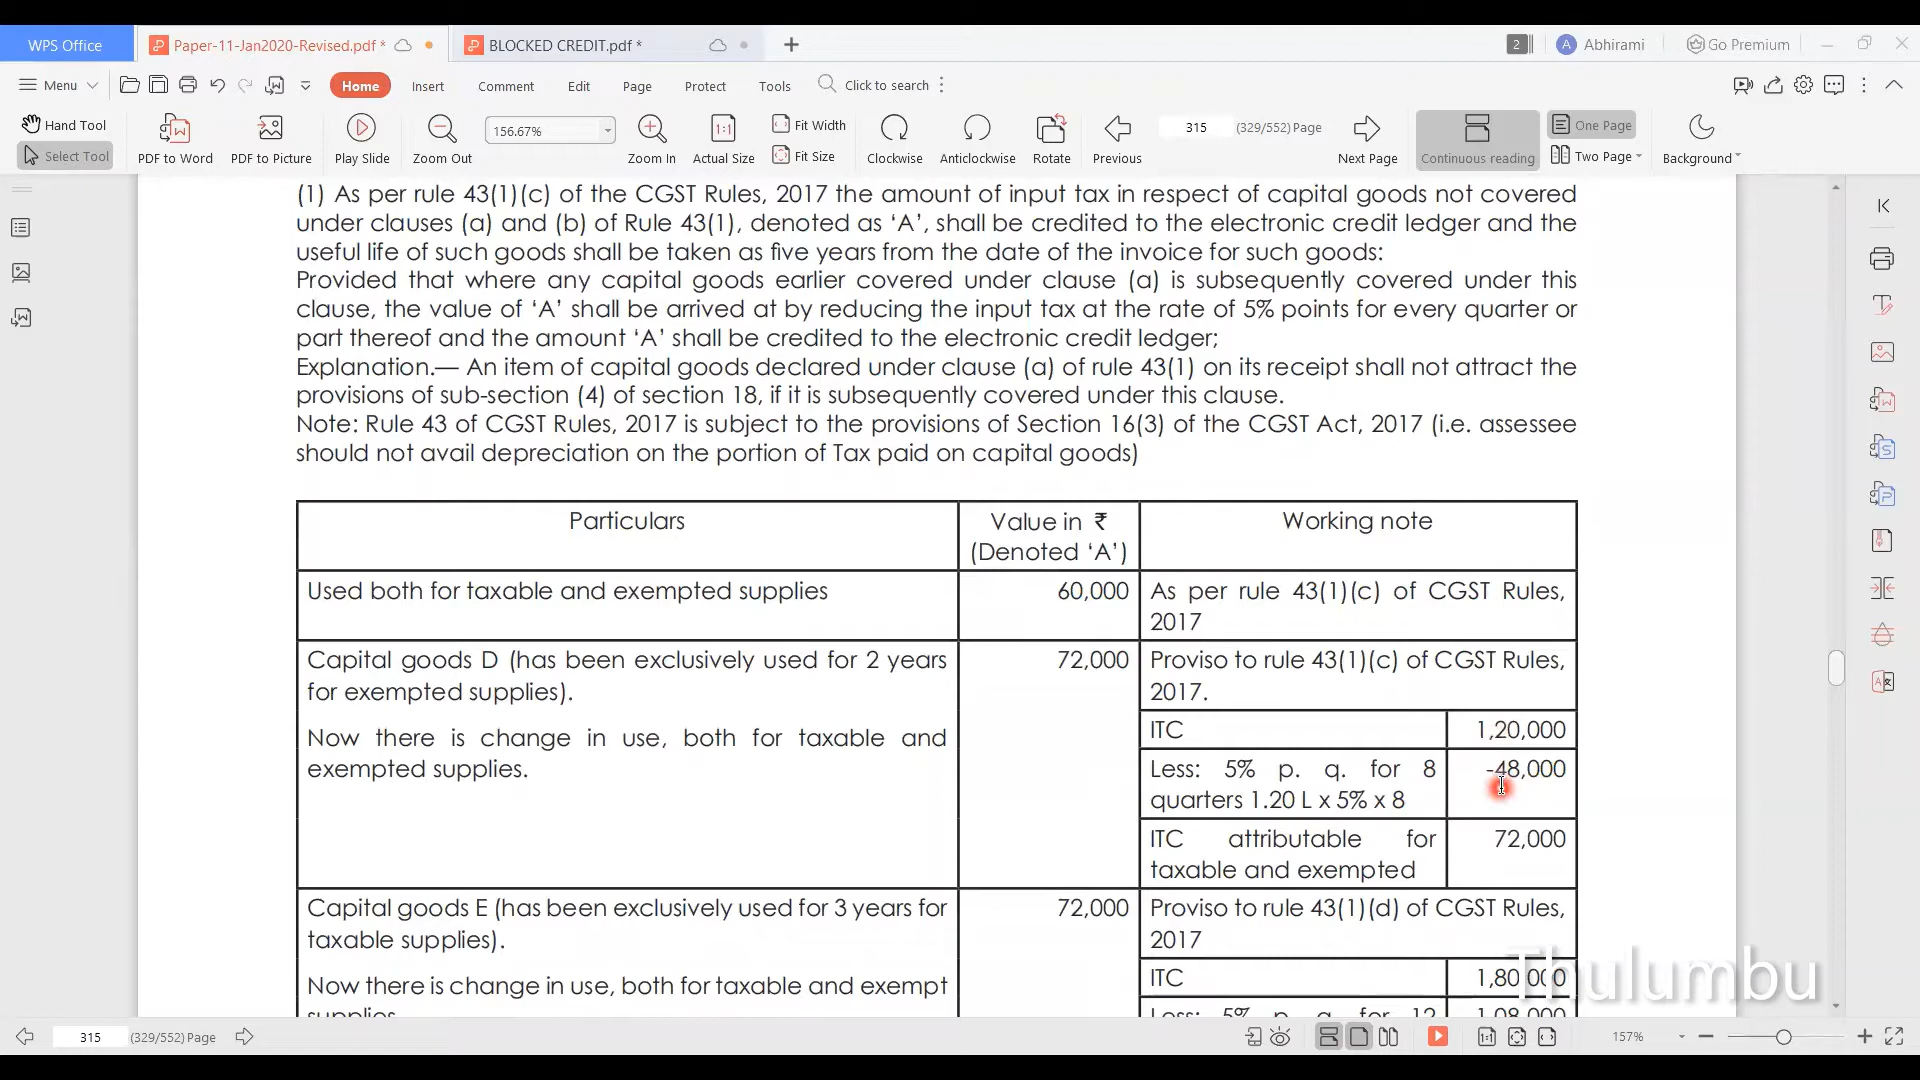 WPS Office
Paper-11-Jan2020-Revised.pdf *
BLOCKED CREDIT.pdf *
2
A Abhirami
Go Premium
Menu
Home
Insert
Comment
Edit
Page
Protect
Tools
Click to search
Hand Tool
Select Tool
PDF to Word
PDF to Picture
Play Slide
Zoom Out
156.67%
Zoom In
Actual Size
Fit Width
Fit Size
Clockwise
Anticlockwise
Rotate
Previous
315 (329/552) Page
Next Page
Continuous reading
One Page
Two Page
Background
(1) As per rule 43(1)(c) of the CGST Rules, 2017 the amount of input tax in respect of capital goods not covered
under clauses (a) and (b) of Rule 43(1), denoted as ‘A’, shall be credited to the electronic credit ledger and the
useful life of such goods shall be taken as five years from the date of the invoice for such goods:
Provided that where any capital goods earlier covered under clause (a) is subsequently covered under this
clause, the value of ‘A’ shall be arrived at by reducing the input tax at the rate of 5% points for every quarter or
part thereof and the amount ‘A’ shall be credited to the electronic credit ledger;
Explanation.— An item of capital goods declared under clause (a) of rule 43(1) on its receipt shall not attract the
provisions of sub-section (4) of section 18, if it is subsequently covered under this clause.
Note: Rule 43 of CGST Rules, 2017 is subject to the provisions of Section 16(3) of the CGST Act, 2017 (i.e. assessee
should not avail depreciation on the portion of Tax paid on capital goods)
Particulars
Value in ₹
(Denoted ‘A’)
Working note
Used both for taxable and exempted supplies
60,000
As per rule 43(1)(c) of CGST Rules,
2017
Capital goods D (has been exclusively used for 2 years
for exempted supplies).
Now there is change in use, both for taxable and
exempted supplies.
72,000
Proviso to rule 43(1)(c) of CGST Rules,
2017.
ITC 1,20,000
Less: 5% p. q. for 8
quarters 1.20 L x 5% x 8
-48,000
ITC attributable for
taxable and exempted
72,000
Capital goods E (has been exclusively used for 3 years for
taxable supplies).
Now there is change in use, both for taxable and exempt
supplies.
72,000
Proviso to rule 43(1)(d) of CGST Rules,
2017
ITC 1,80,000
Less: 5% p. q. for 12
1,08,000
Thulumbu
315 (329/552) Page
157%